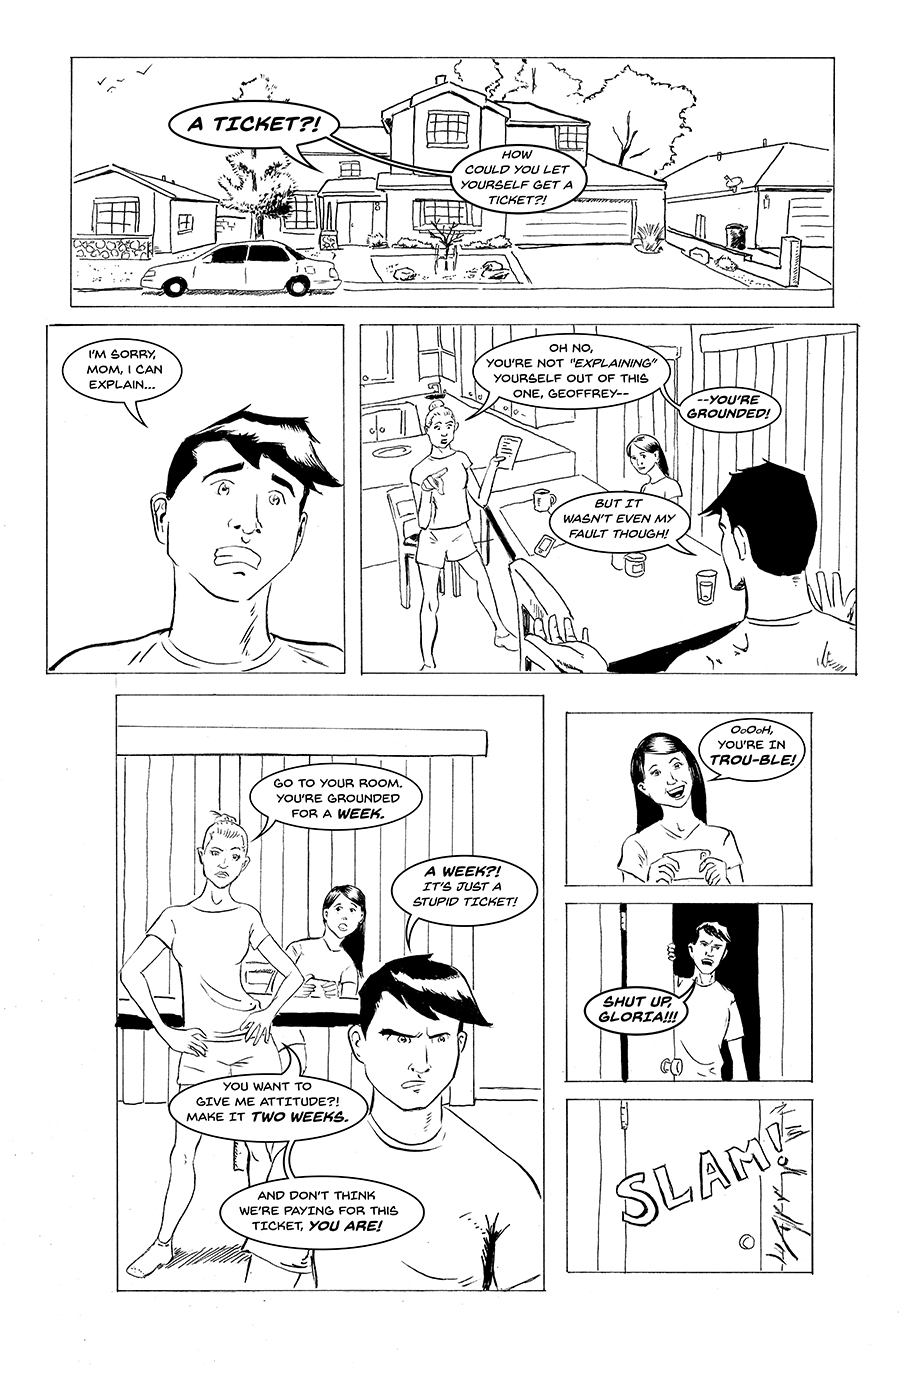 A TICKET?!
HOW
COULD YOU LET
YOURSELF GET A
TICKET?!
I'M SORRY,
MOM, I CAN
EXPLAIN...
OH NO,
YOU'RE NOT "EXPLAINING"
YOURSELF OUT OF THIS
ONE, GEOFFREY--
--YOU'RE
GROUNDED!
BUT IT
WASN'T EVEN MY
FAULT THOUGH!
GO TO YOUR ROOM.
YOU'RE GROUNDED
FOR A WEEK.
A WEEK?!
IT'S JUST A
STUPID TICKET!
YOU WANT TO
GIVE ME ATTITUDE?!
MAKE IT TWO WEEKS.
AND DON'T THINK
WE'RE PAYING FOR THIS
TICKET, YOU ARE!
OoOoH,
YOU'RE IN
TROU-BLE!
SHUT UP,
GLORIA!!!
SLAM!